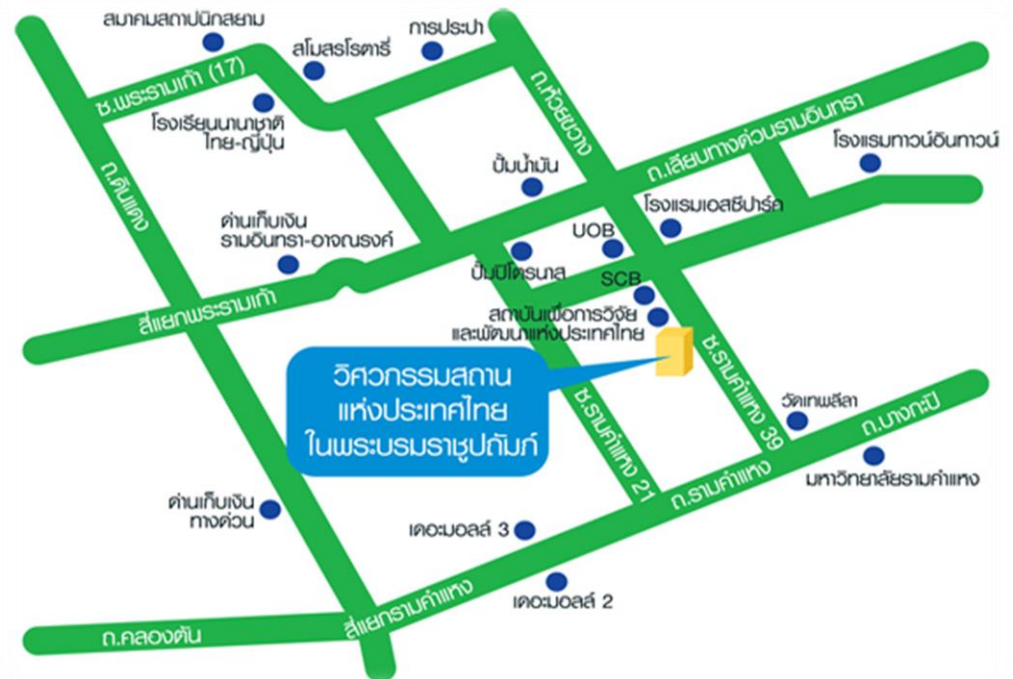 สมาคมสถาปนิกสยาม
การประปา
สโมสรโรตารี่
ซ.พระรามเก้า (17)
ถ.ห้วยขวาง
โรงเรียนนานาชาติ
ไทย-ญี่ปุ่น
ถ.เลียบทางด่วนรามอินทรา
โรงแรมทาวน์อินทาวน์
ปั้มน้ำมัน
ถ.ดินแดง
โรงแรมเอสซีปาร์ค
ด่านเก็บเงิน
รามอินทรา-อาจณรงค์
UOB
ปั้มปิโตรนาส
SCB
สี่แยกพระรามเก้า
สถาบันเพื่อการวิจัย
และพัฒนาแห่งประเทศไทย
วิศวกรรมสถาน
แห่งประเทศไทย
ในพระบรมราชูปถัมภ์
ซ.รามคำแหง 39
ซ.รามคำแหง 21
วัดเทพลีลา
ถ.บางกะปิ
มหาวิทยาลัยรามคำแหง
ถ.รามคำแหง
ด่านเก็บเงิน
ทางด่วน
เดอะมอลล์ 3
เดอะมอลล์ 2
สี่แยกรามคำแหง
ถ.คลองตัน